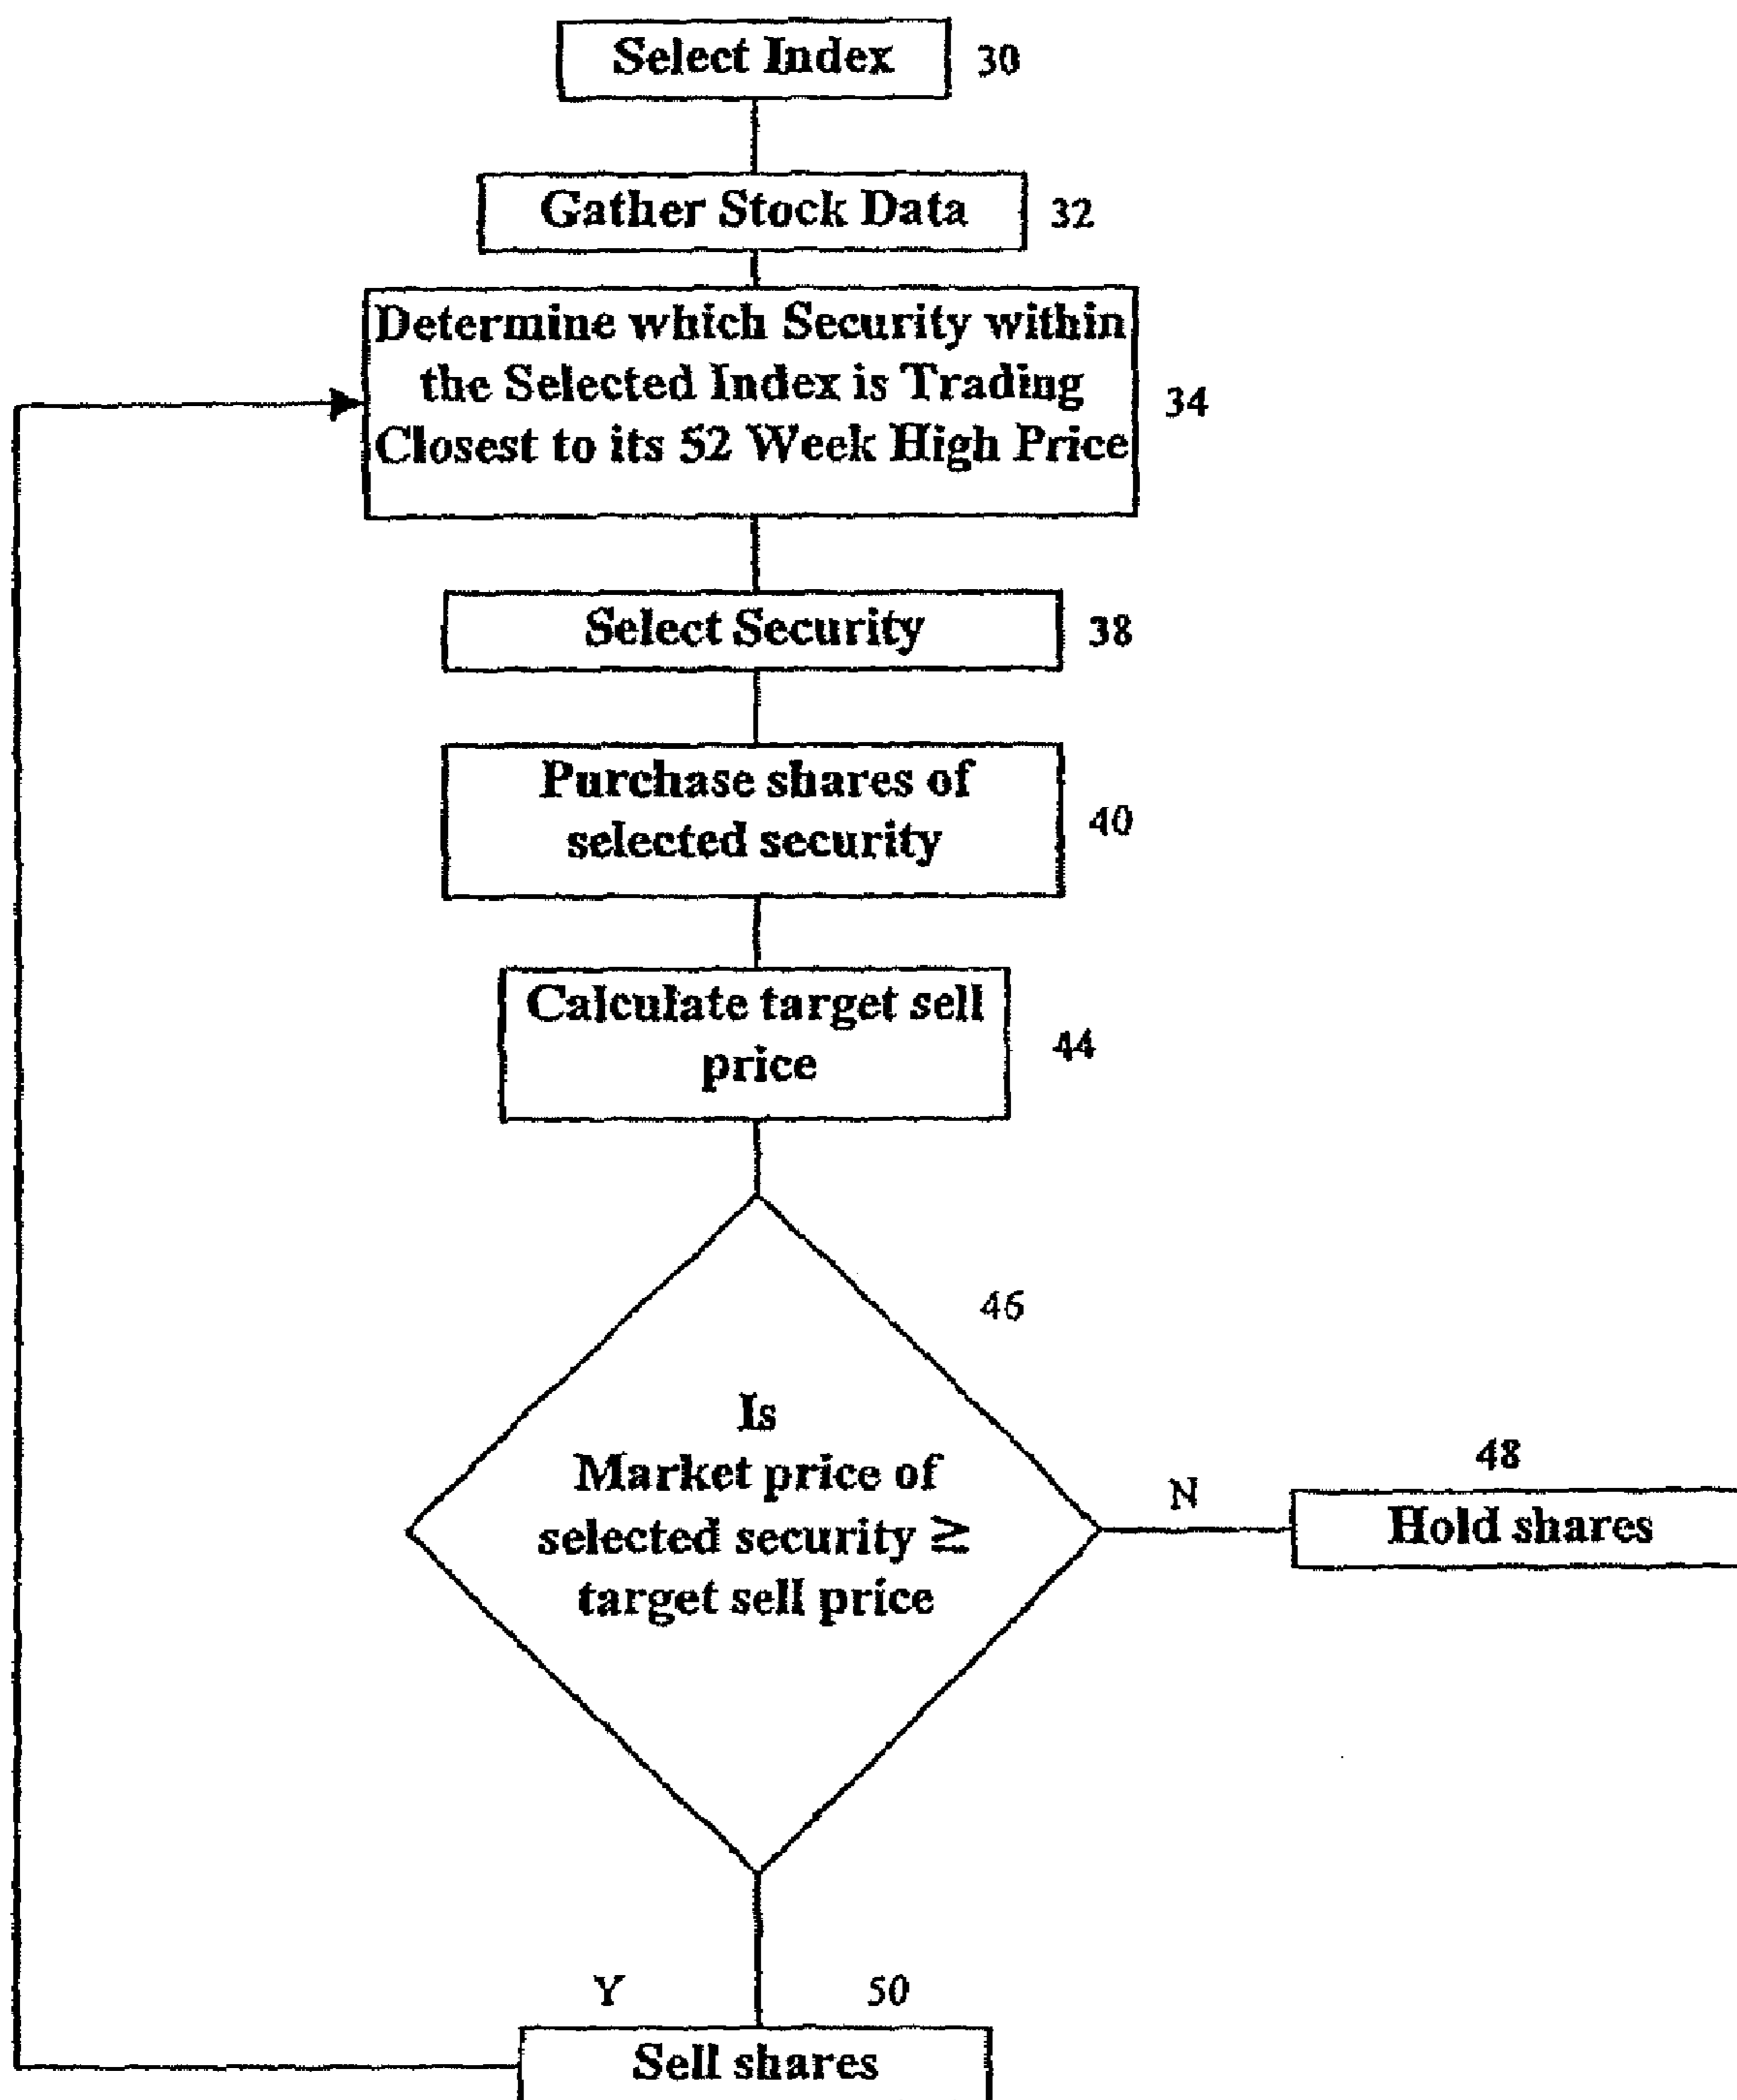 Select Index
30
Gather Stock Data
32
Determine which Security within
the Selected Index is Trading
Closest to its 52 Week High Price
34
Select Security
38
Purchase shares of
selected security
40
Calculate target sell
price
44
46
Is
Market price of
selected security ≥
target sell price
N
48
Hold shares
Y
50
Sell shares